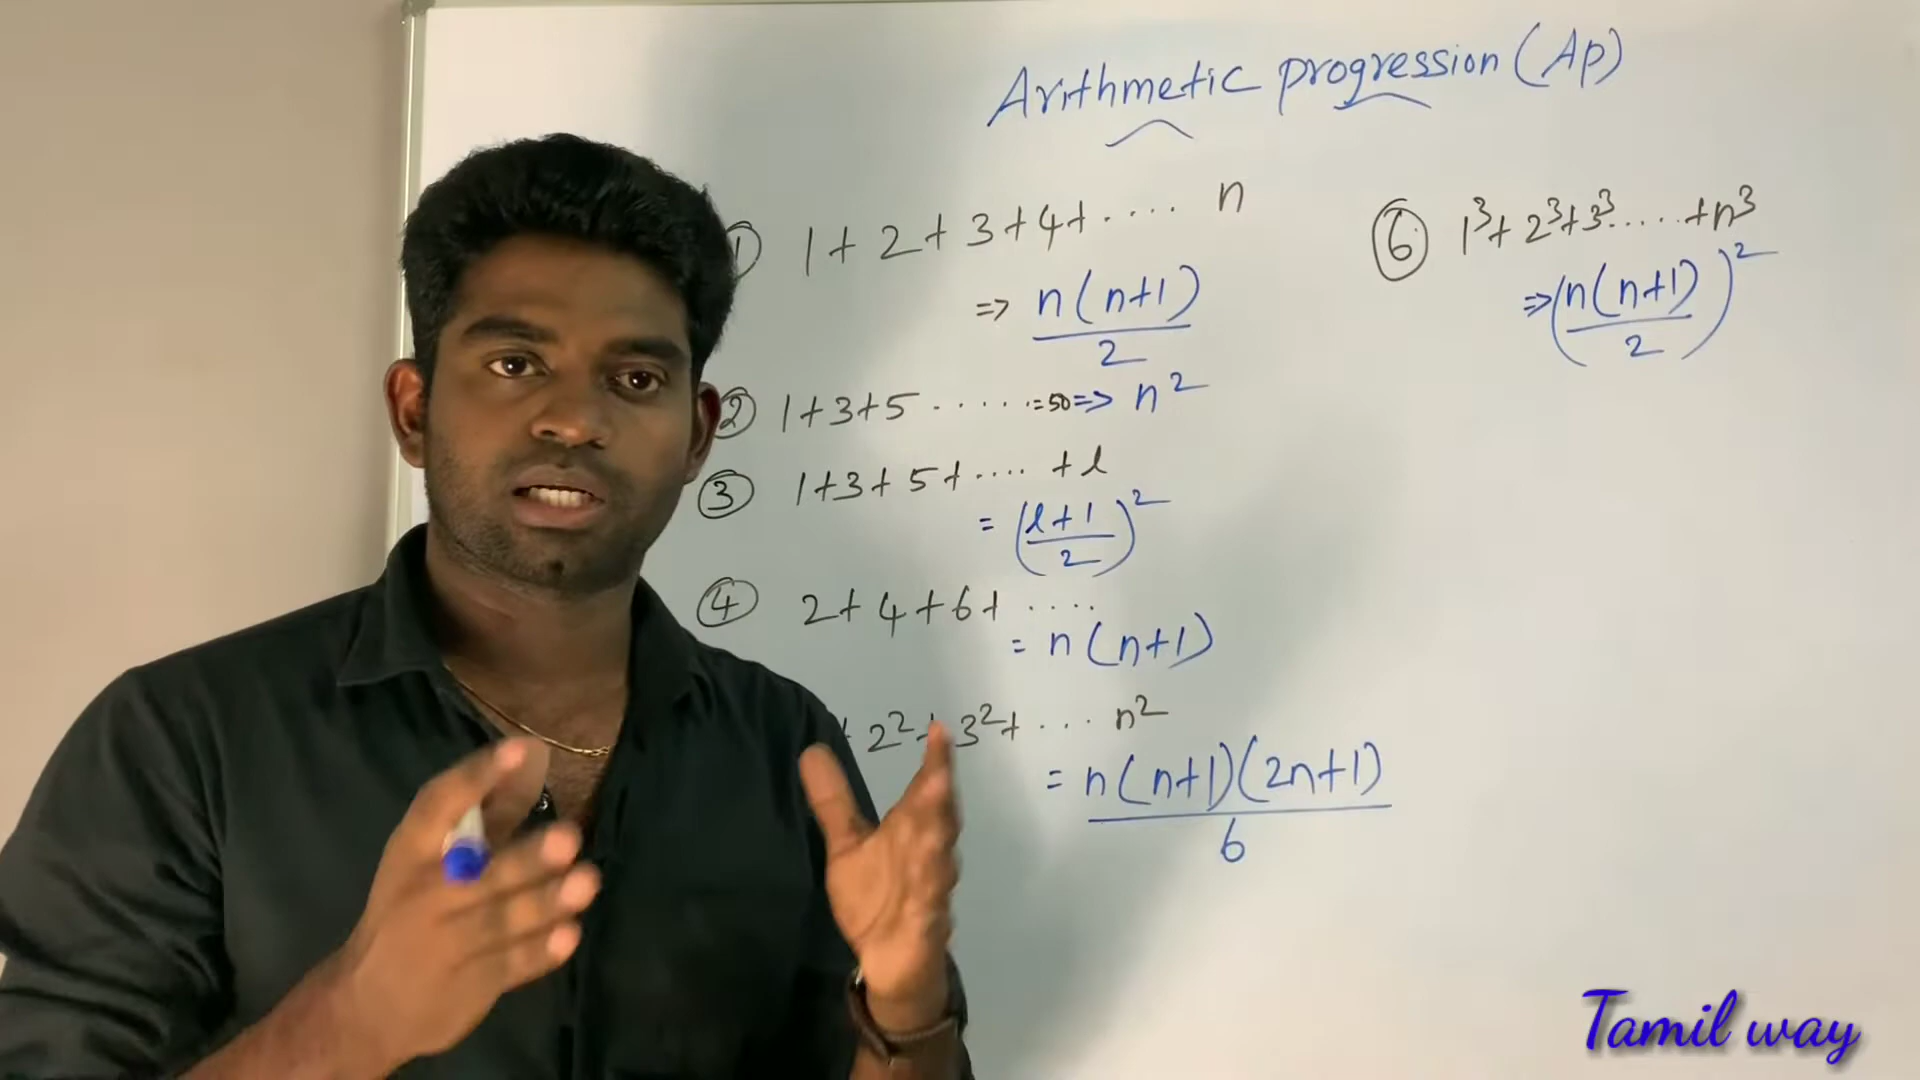 Arithmetic progression (Ap)
① 1 + 2 + 3 + 4 + .... n
=> n(n+1)/2
② 1+3+5 ...... =50=> n²
③ 1+3+5+.... +l
= (l+1/2)²
④ 2+4+6+ ....
= n(n+1)
+ 2²+ 3²+ ... n²
= n(n+1)(2n+1)/6
⑥ 1³+2³+3³.....+n³
=> (n(n+1)/2)²
Tamil way